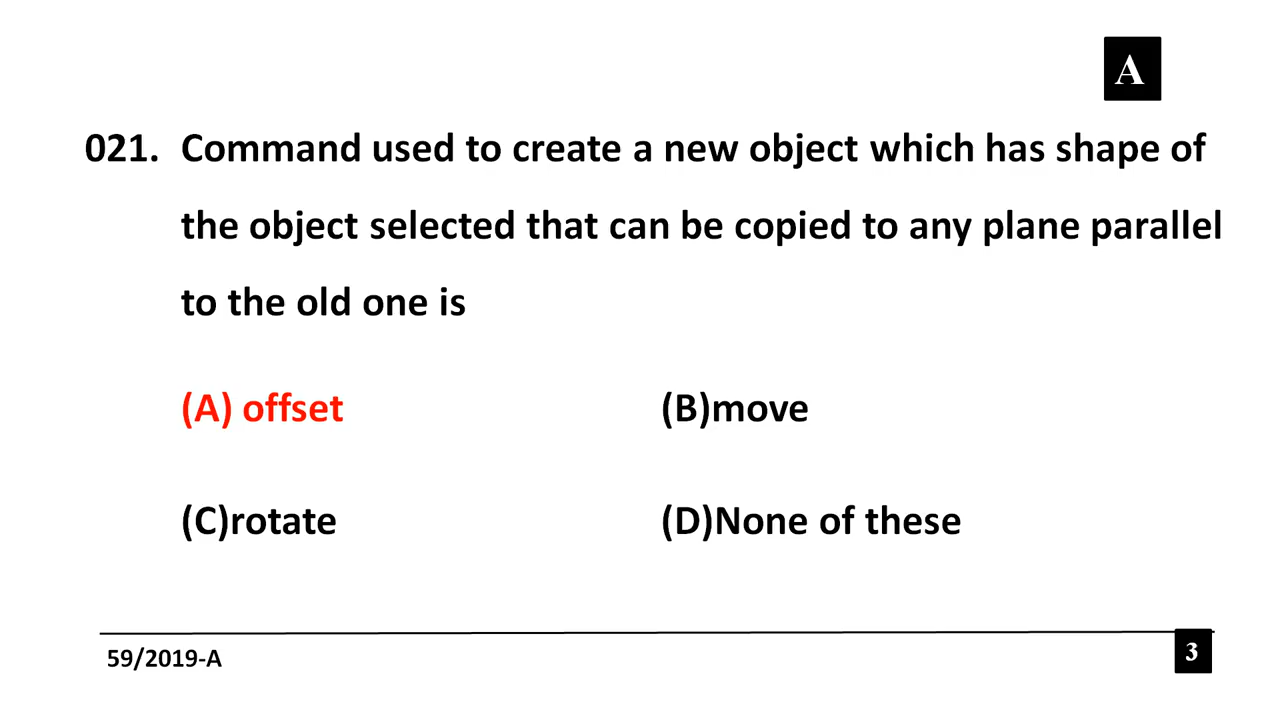 A
021. Command used to create a new object which has shape of
the object selected that can be copied to any plane parallel
to the old one is
(A) offset (B)move
(C)rotate (D)None of these
59/2019-A 3